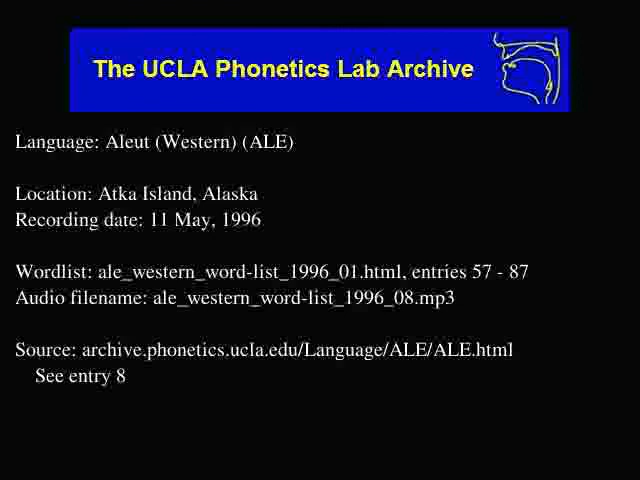 The UCLA Phonetics Lab Archive
Language: Aleut (Western) (ALE)
Location: Atka Island, Alaska
Recording date: 11 May, 1996
Wordlist: ale_western_word-list_1996_01.html, entries 57 - 87
Audio filename: ale_western_word-list_1996_08.mp3
Source: archive.phonetics.ucla.edu/Language/ALE/ALE.html
See entry 8